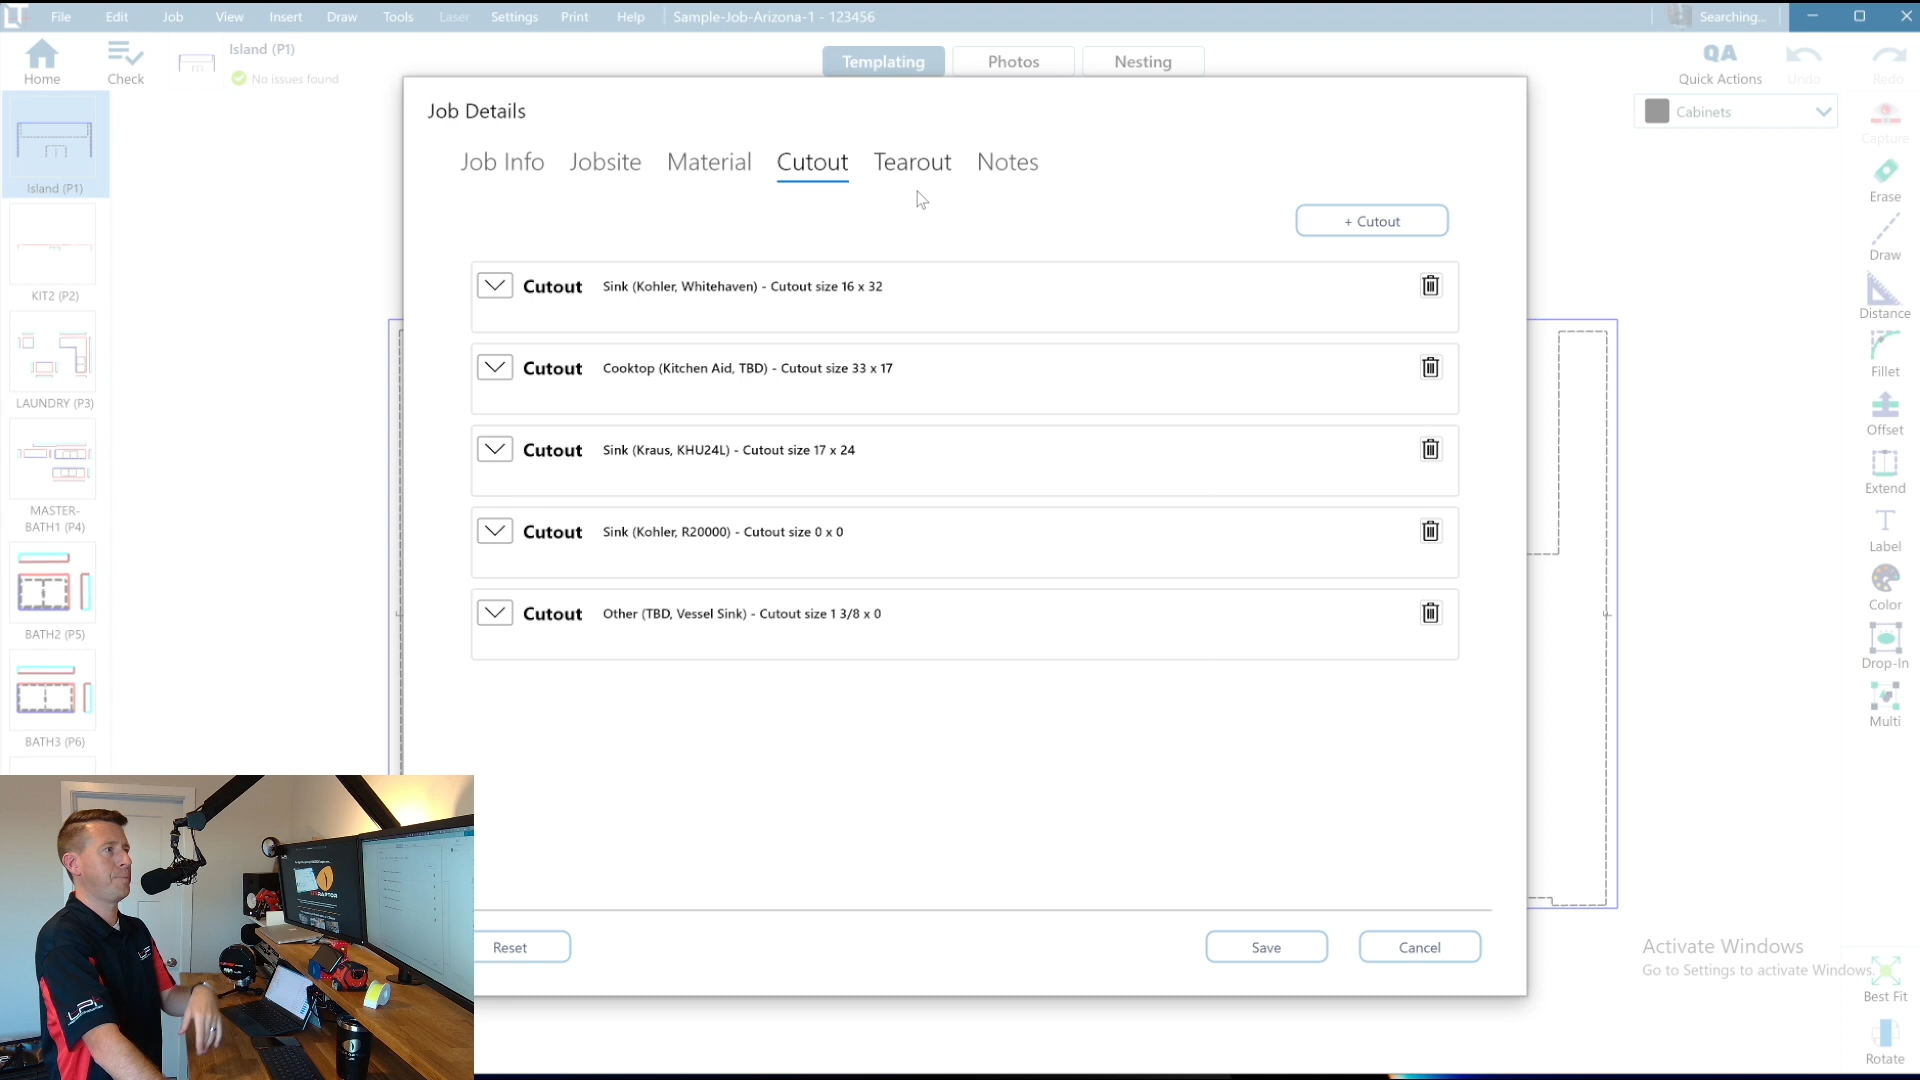 File Edit Job View Insert Draw Tools Laser Settings Print Help Sample-Job-Arizona-1 - 123456 Searching...
Home
Check
Island (P1)
No issues found
Templating Photos Nesting
Quick Actions
QA
Undo
Redo
Cabinets
Island (P1)
KIT2 (P2)
LAUNDRY (P3)
MASTER-
BATH1 (P4)
BATH2 (P5)
BATH3 (P6)
Job Details
Job Info Jobsite Material Cutout Tearout Notes
+ Cutout
Cutout Sink (Kohler, Whitehaven) - Cutout size 16 x 32
Cutout Cooktop (Kitchen Aid, TBD) - Cutout size 33 x 17
Cutout Sink (Kraus, KHU24L) - Cutout size 17 x 24
Cutout Sink (Kohler, R20000) - Cutout size 0 x 0
Cutout Other (TBD, Vessel Sink) - Cutout size 1 3/8 x 0
Reset Save Cancel
Capture
Erase
Draw
Distance
Fillet
Offset
Extend
Label
Color
Drop-In
Multi
Activate Windows
Go to Settings to activate Windows.
Best Fit
Rotate